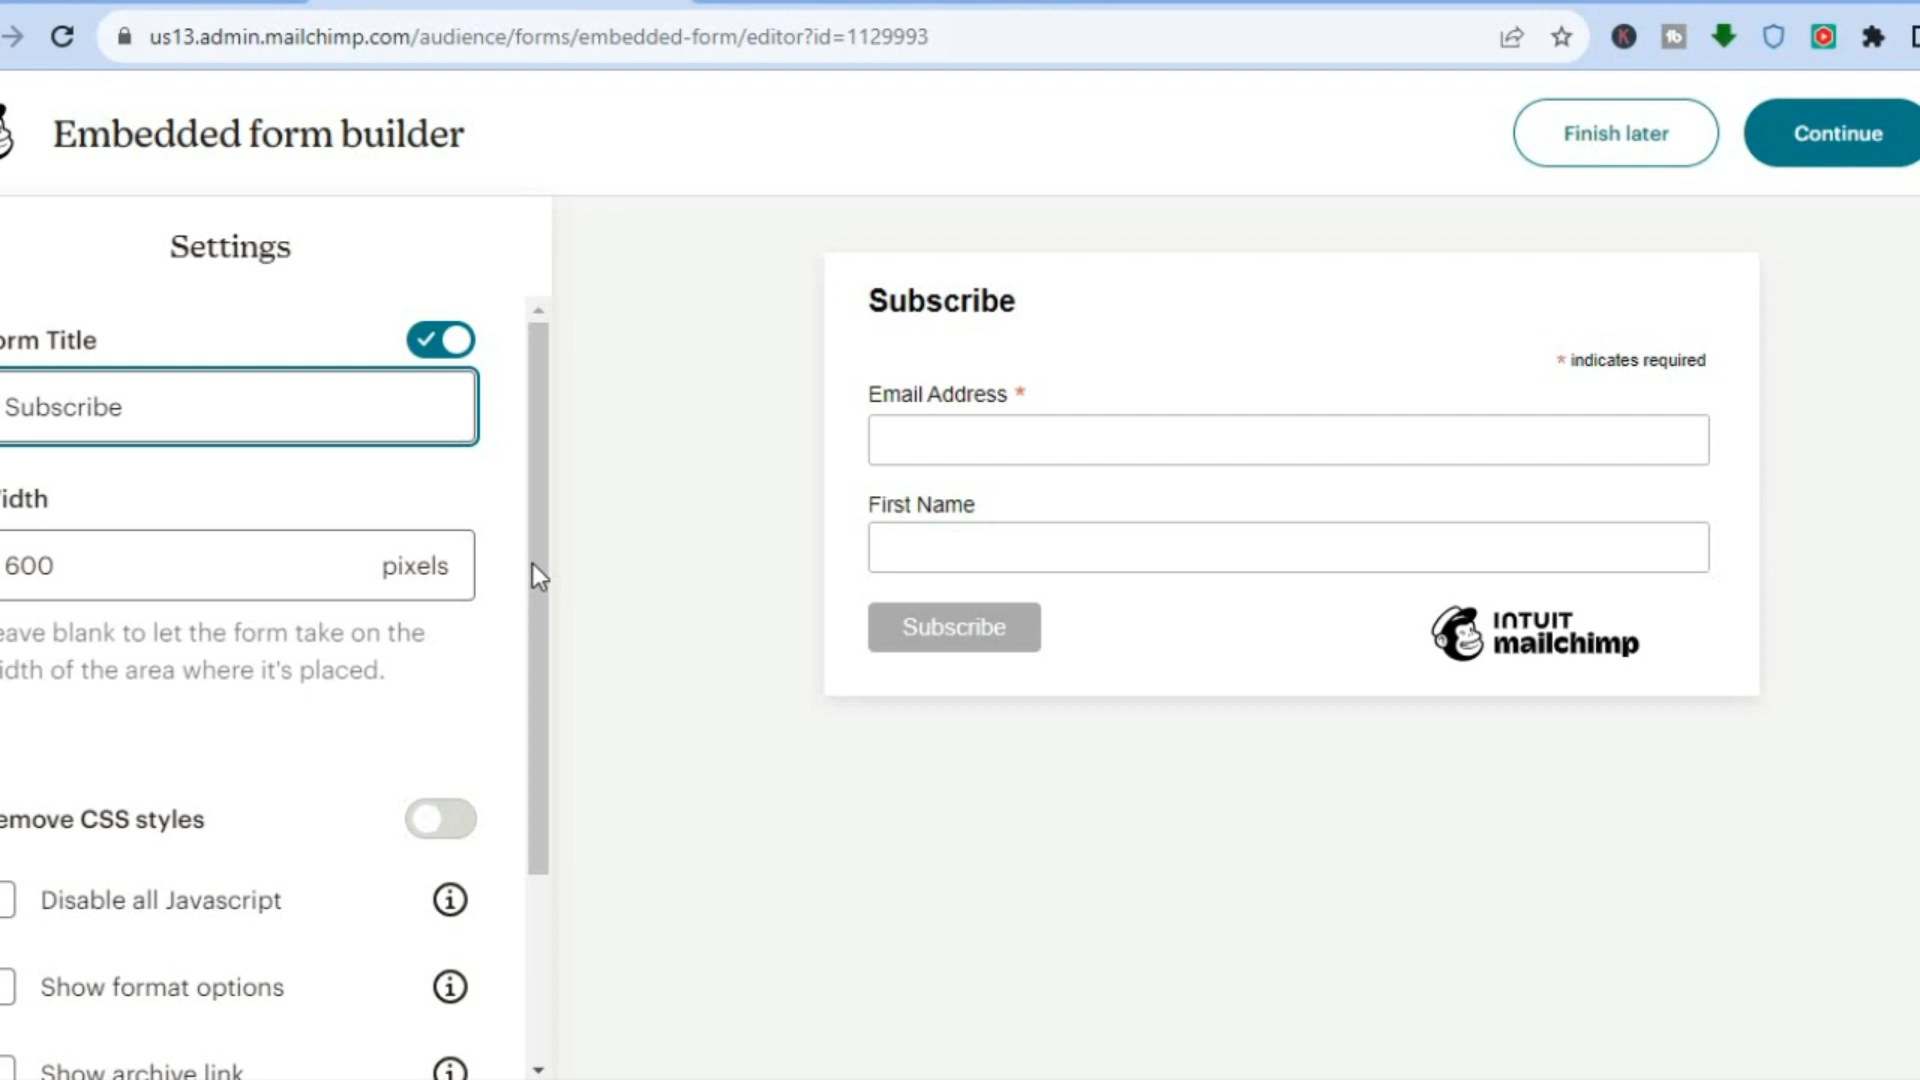 us13.admin.mailchimp.com/audience/forms/embedded-form/editor?id=1129993
Embedded form builder
Finish later
Continue
Settings
orm Title
Subscribe
idth
600 pixels
eave blank to let the form take on the
idth of the area where it's placed.
emove CSS styles
Disable all Javascript
Show format options
Show archive link
Subscribe
* indicates required
Email Address *
First Name
Subscribe
INTUIT
mailchimp